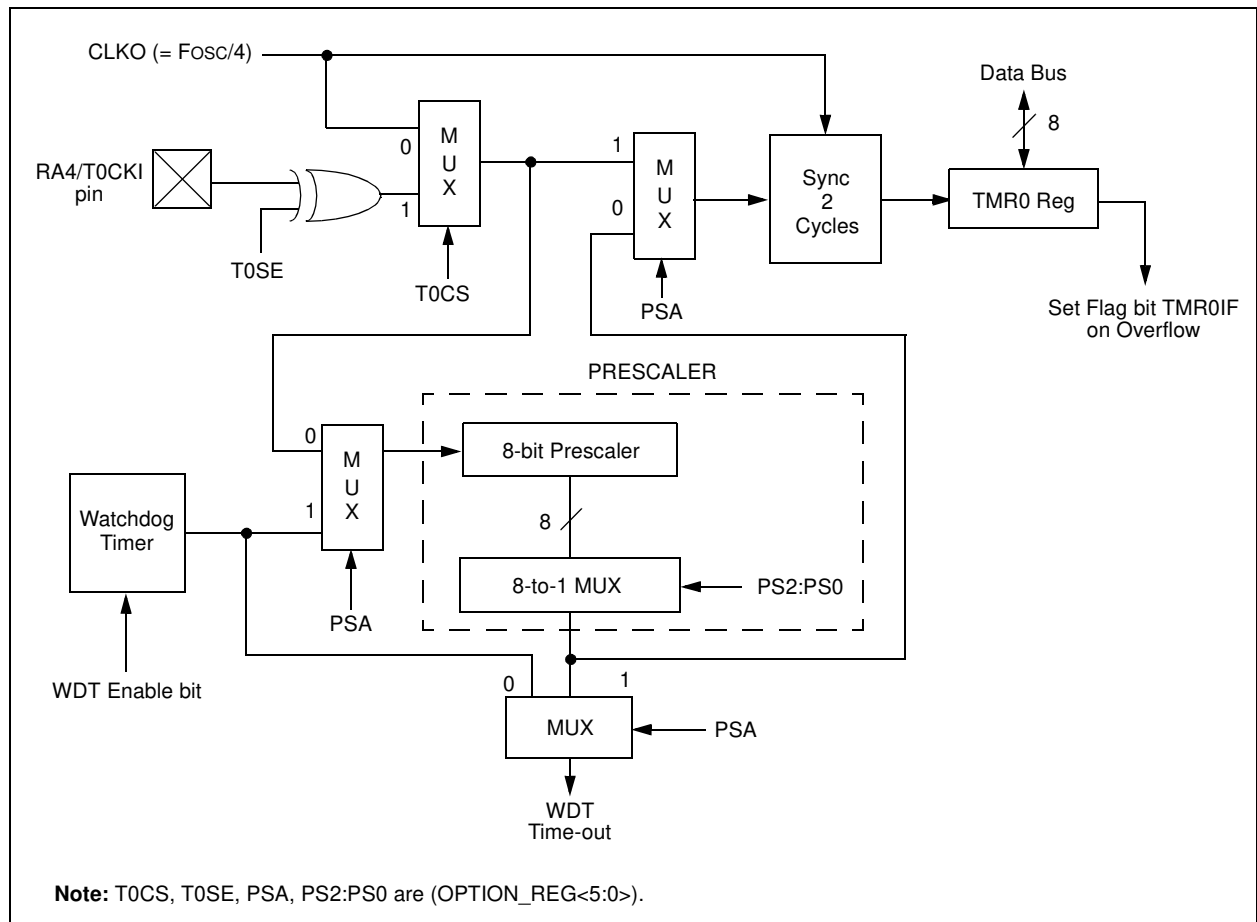 CLKO (= FOSC/4)
Data Bus
8
M
U
X
0
1
RA4/T0CKI
pin
T0SE
T0CS
1
0
M
U
X
PSA
Sync
2
Cycles
TMR0 Reg
Set Flag bit TMR0IF
on Overflow
PRESCALER
0
1
M
U
X
PSA
8-bit Prescaler
8
8-to-1 MUX
PS2:PS0
Watchdog
Timer
WDT Enable bit
0
1
MUX
PSA
WDT
Time-out
Note: T0CS, T0SE, PSA, PS2:PS0 are (OPTION_REG<5:0>).